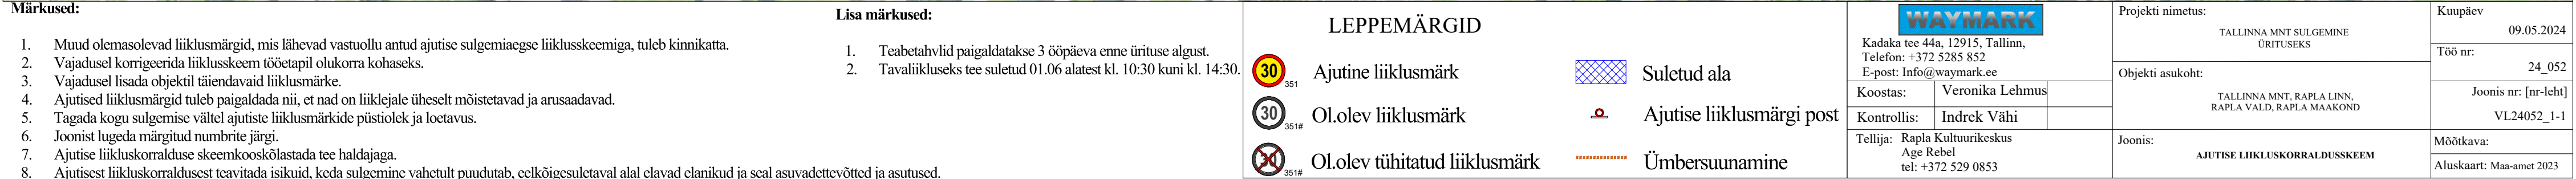 Märkused:
1. Muud olemasolevad liiklusmärgid, mis lähevad vastuollu antud ajutise sulgemiaegse liiklusskeemiga, tuleb kinnikatta.
2. Vajadusel korrigeerida liiklusskeem tööetapil olukorra kohaseks.
3. Vajadusel lisada objektil täiendavaid liiklusmärke.
4. Ajutised liiklusmärgid tuleb paigaldada nii, et nad on liiklejale üheselt mõistetavad ja arusaadavad.
5. Tagada kogu sulgemise vältel ajutiste liiklusmärkide püstiolek ja loetavus.
6. Joonist lugeda märgitud numbrite järgi.
7. Ajutise liikluskorralduse skeemkooskõlastada tee haldajaga.
8. Ajutisest liikluskorraldusest teavitada isikuid, keda sulgemine vahetult puudutab, eelkõigesuletaval alal elavad elanikud ja seal asuvadettevõtted ja asutused.
Lisa märkused:
1. Teabetahvlid paigaldatakse 3 ööpäeva enne ürituse algust.
2. Tavaliikluseks tee suletud 01.06 alatest kl. 10:30 kuni kl. 14:30.
LEPPEMÄRGID
30 351 Ajutine liiklusmärk
30 351# Ol.olev liiklusmärk
30 351# Ol.olev tühitatud liiklusmärk
Suletud ala
Ajutise liiklusmärgi post
Ümbersuunamine
WAYMARK
Kadaka tee 44a, 12915, Tallinn,
Telefon: +372 5285 852
E-post: Info@waymark.ee
Koostas: Veronika Lehmus
Kontrollis: Indrek Vähi
Tellija: Rapla Kultuurikeskus
Age Rebel
tel: +372 529 0853
Projekti nimetus:
TALLINNA MNT SULGEMINE
ÜRITUSEKS
Objekti asukoht:
TALLINNA MNT, RAPLA LINN,
RAPLA VALD, RAPLA MAAKOND
Joonis:
AJUTISE LIIKLUSKORRALDUSSKEEM
Kuupäev
09.05.2024
Töö nr:
24_052
Joonis nr: [nr-leht]
VL24052_1-1
Mõõtkava:
Aluskaart: Maa-amet 2023